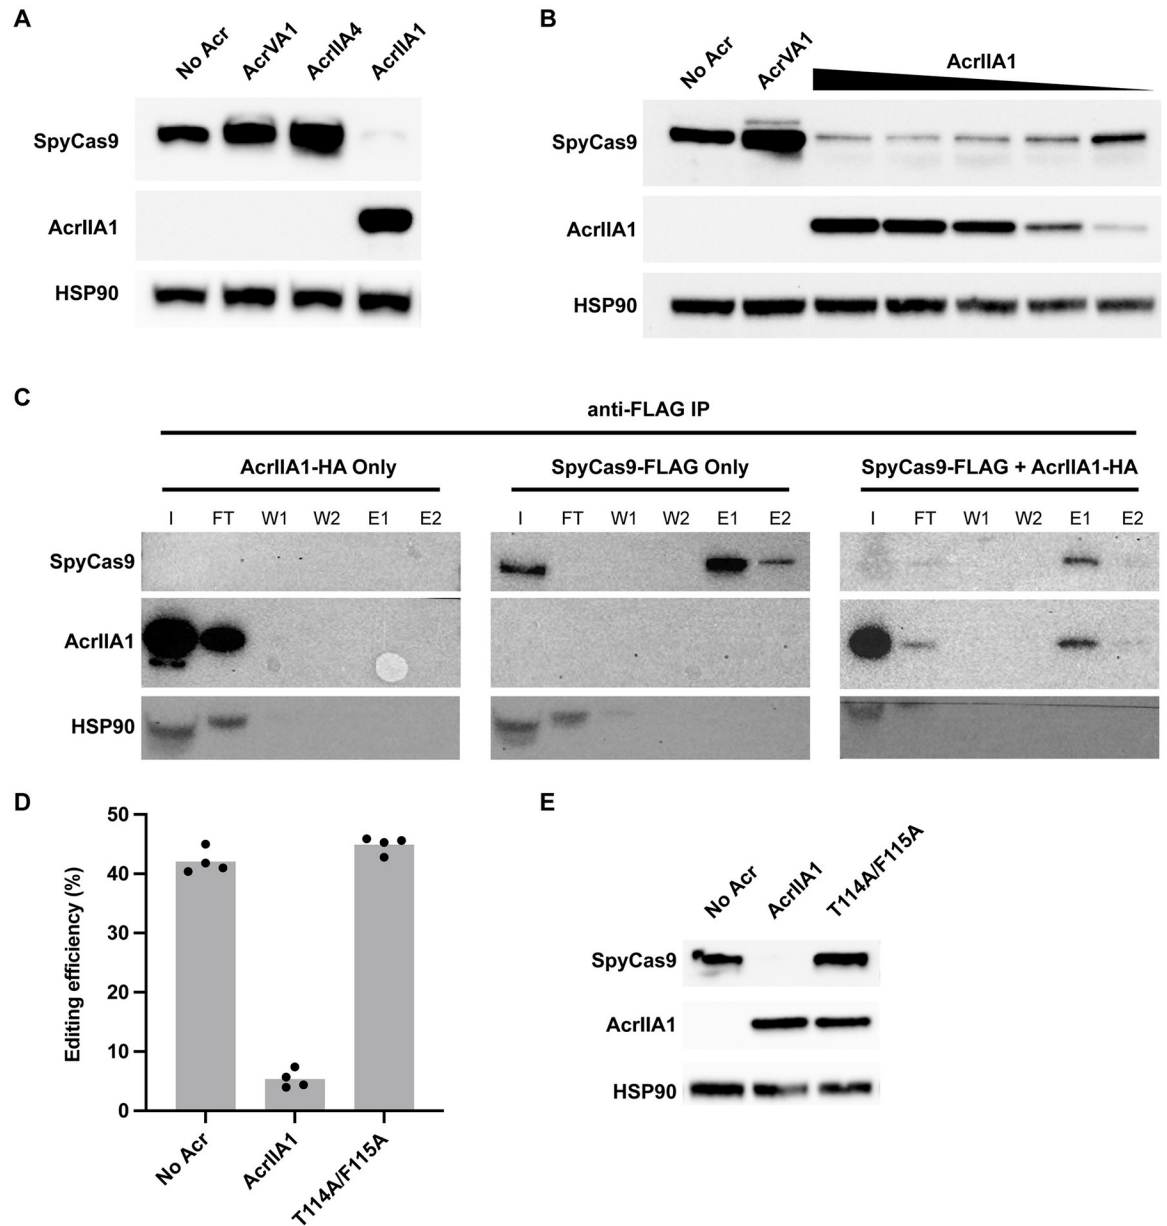 A
No Acr
AcrVA1
AcrIIA4
AcrIIA1
SpyCas9
AcrIIA1
HSP90
B
No Acr
AcrVA1
AcrIIA1
SpyCas9
AcrIIA1
HSP90
C
anti-FLAG IP
AcrIIA1-HA Only
SpyCas9-FLAG Only
SpyCas9-FLAG + AcrIIA1-HA
I FT W1 W2 E1 E2
I FT W1 W2 E1 E2
I FT W1 W2 E1 E2
SpyCas9
AcrIIA1
HSP90
D
Editing efficiency (%)
50
40
30
20
10
0
No Acr
AcrIIA1
T114A/F115A
E
No Acr
AcrIIA1
T114A/F115A
SpyCas9
AcrIIA1
HSP90